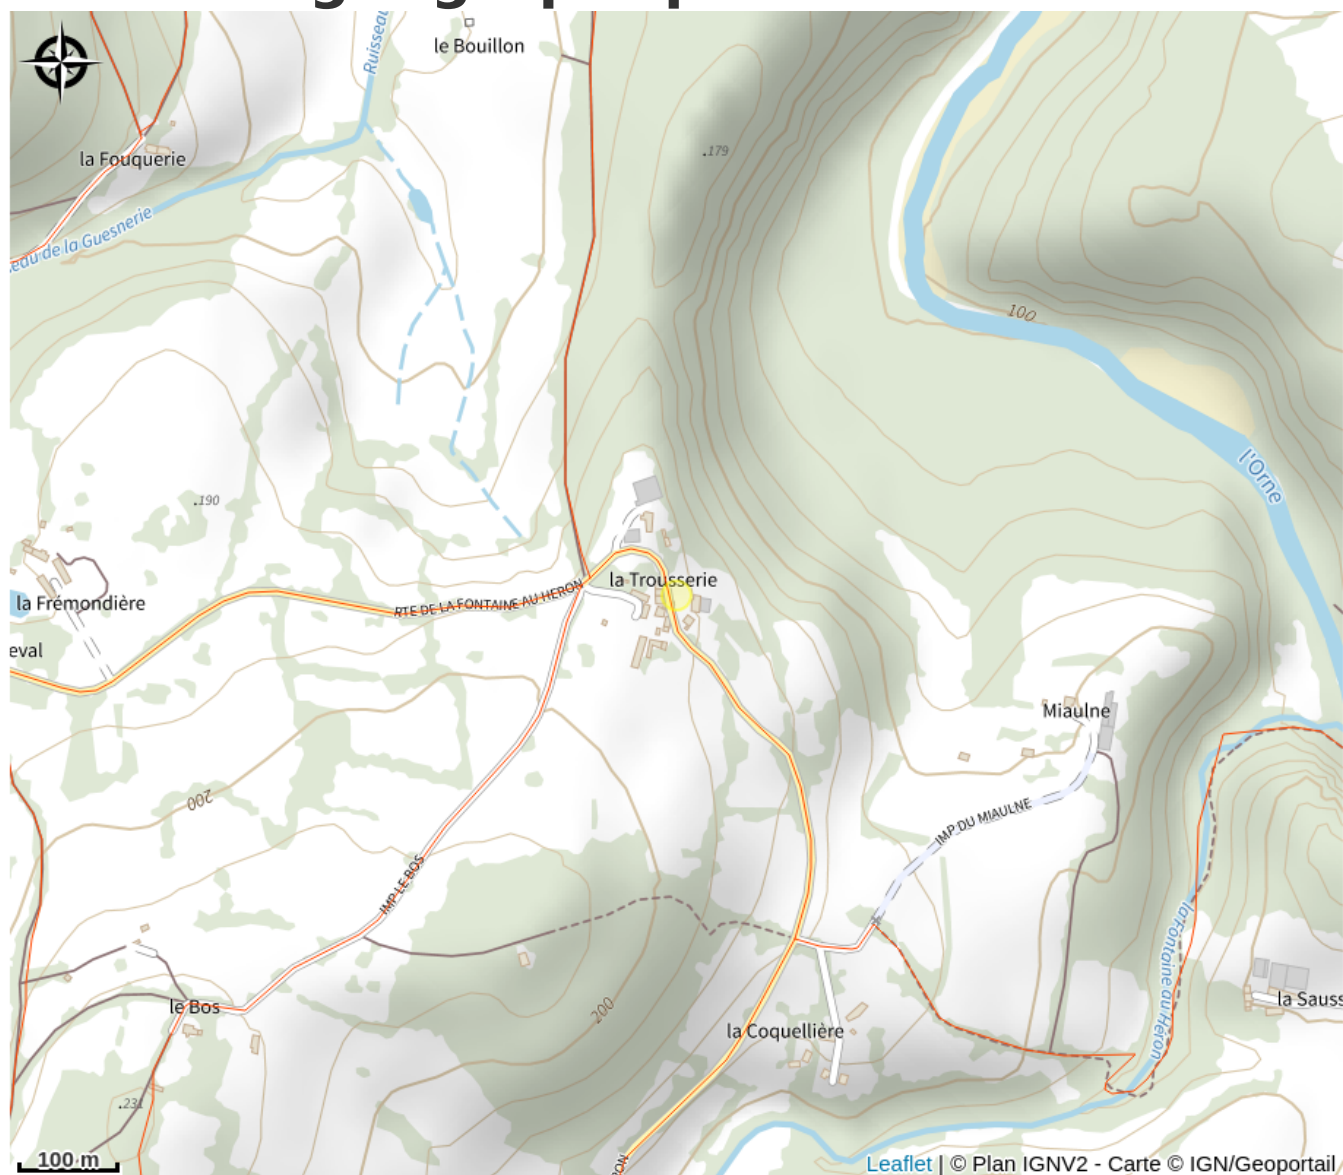 le Bouillon
Ruisseau
.179
la Fouquerie
eau de la Guesnerie
100
l'Orne
.190
la Trousserie
la Frémondière
RTE DE LA FONTAINE AU HERON
eval
Miaulne
200
IMP DU MIAULNE
IMP LE BOS
la Fontaine au Héron
la Sauss
le Bos
200
la Coquellière
.231
100 m
Leaflet | © Plan IGNV2 - Carte © IGN/Geoportail